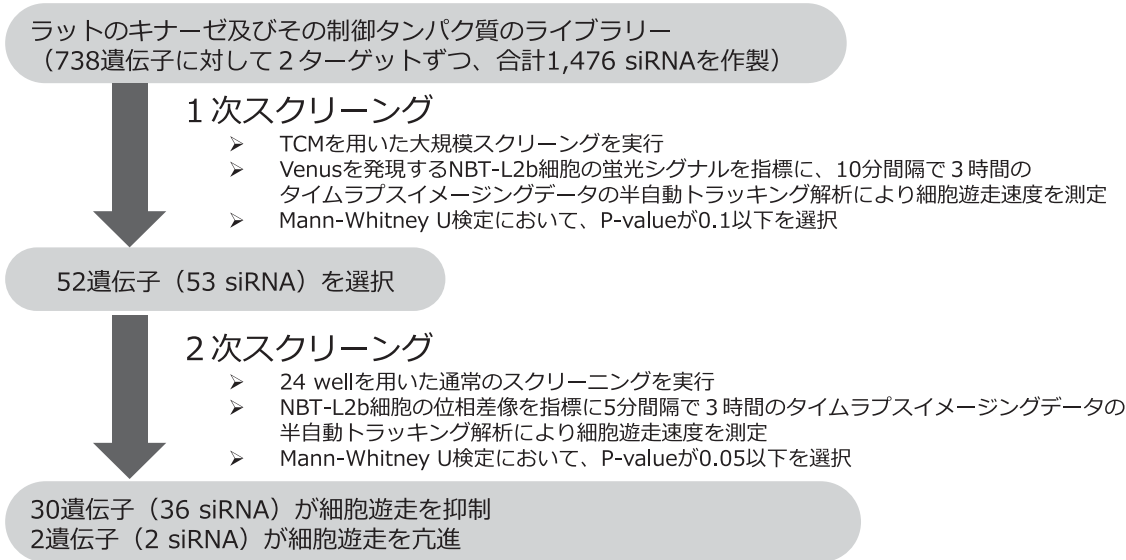 ラットのキナーゼ及びその制御タンパク質のライブラリー
（738遺伝子に対して２ターゲットずつ、合計1,476 siRNAを作製）
１次スクリーング
➢ TCMを用いた大規模スクリーングを実行
➢ Venusを発現するNBT-L2b細胞の蛍光シグナルを指標に、10分間隔で３時間の
タイムラプスイメージングデータの半自動トラッキング解析により細胞遊走速度を測定
➢ Mann-Whitney U検定において、P-valueが0.1以下を選択
52遺伝子（53 siRNA）を選択
２次スクリーング
➢ 24 wellを用いた通常のスクリーニングを実行
➢ NBT-L2b細胞の位相差像を指標に5分間隔で３時間のタイムラプスイメージングデータの
半自動トラッキング解析により細胞遊走速度を測定
➢ Mann-Whitney U検定において、P-valueが0.05以下を選択
30遺伝子（36 siRNA）が細胞遊走を抑制
2遺伝子（2 siRNA）が細胞遊走を亢進